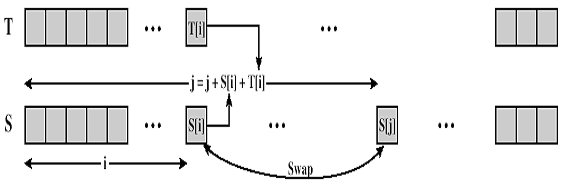 T
... T[i] ...
j = j + S[i] + T[i]
S
... S[i] ... S[j] ...
i
Swap